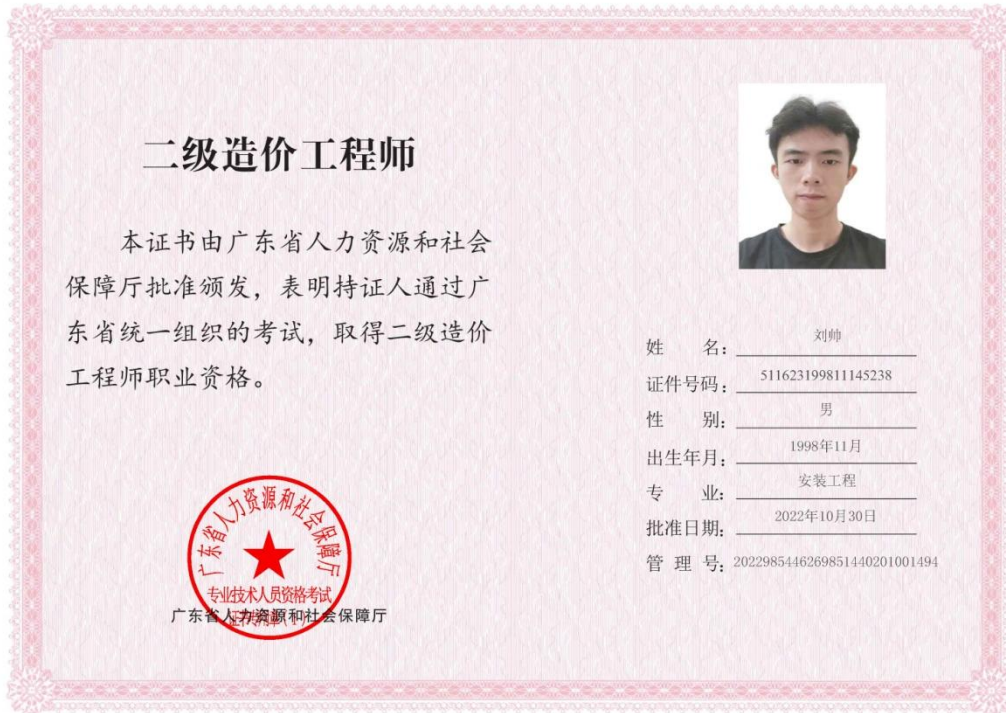 二级造价工程师
本证书由广东省人力资源和社会
保障厅批准颁发，表明持证人通过广
东省统一组织的考试，取得二级造价
工程师职业资格。
广东省人力资源和社会保障厅
专业技术人员资格考试
证书专用章(1)
广东省人力资源和社会保障厅
姓 名：刘帅
证件号码：511623199811145238
性 别：男
出生年月：1998年11月
专 业：安装工程
批准日期：2022年10月30日
管 理 号：20229854462698514402010014​94